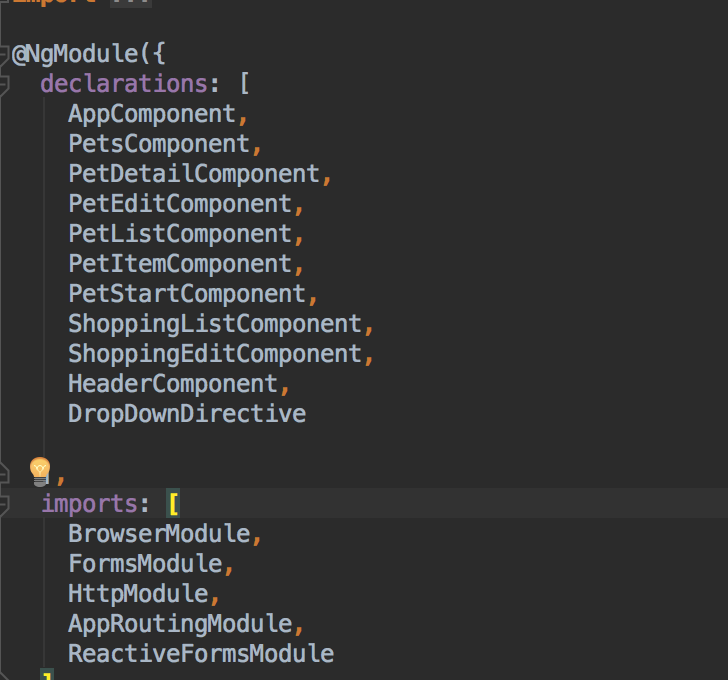 import ...
@NgModule({
declarations: [
AppComponent,
PetsComponent,
PetDetailComponent,
PetEditComponent,
PetListComponent,
PetItemComponent,
PetStartComponent,
ShoppingListComponent,
ShoppingEditComponent,
HeaderComponent,
DropDownDirective
,
imports: [
BrowserModule,
FormsModule,
HttpModule,
AppRoutingModule,
ReactiveFormsModule
]